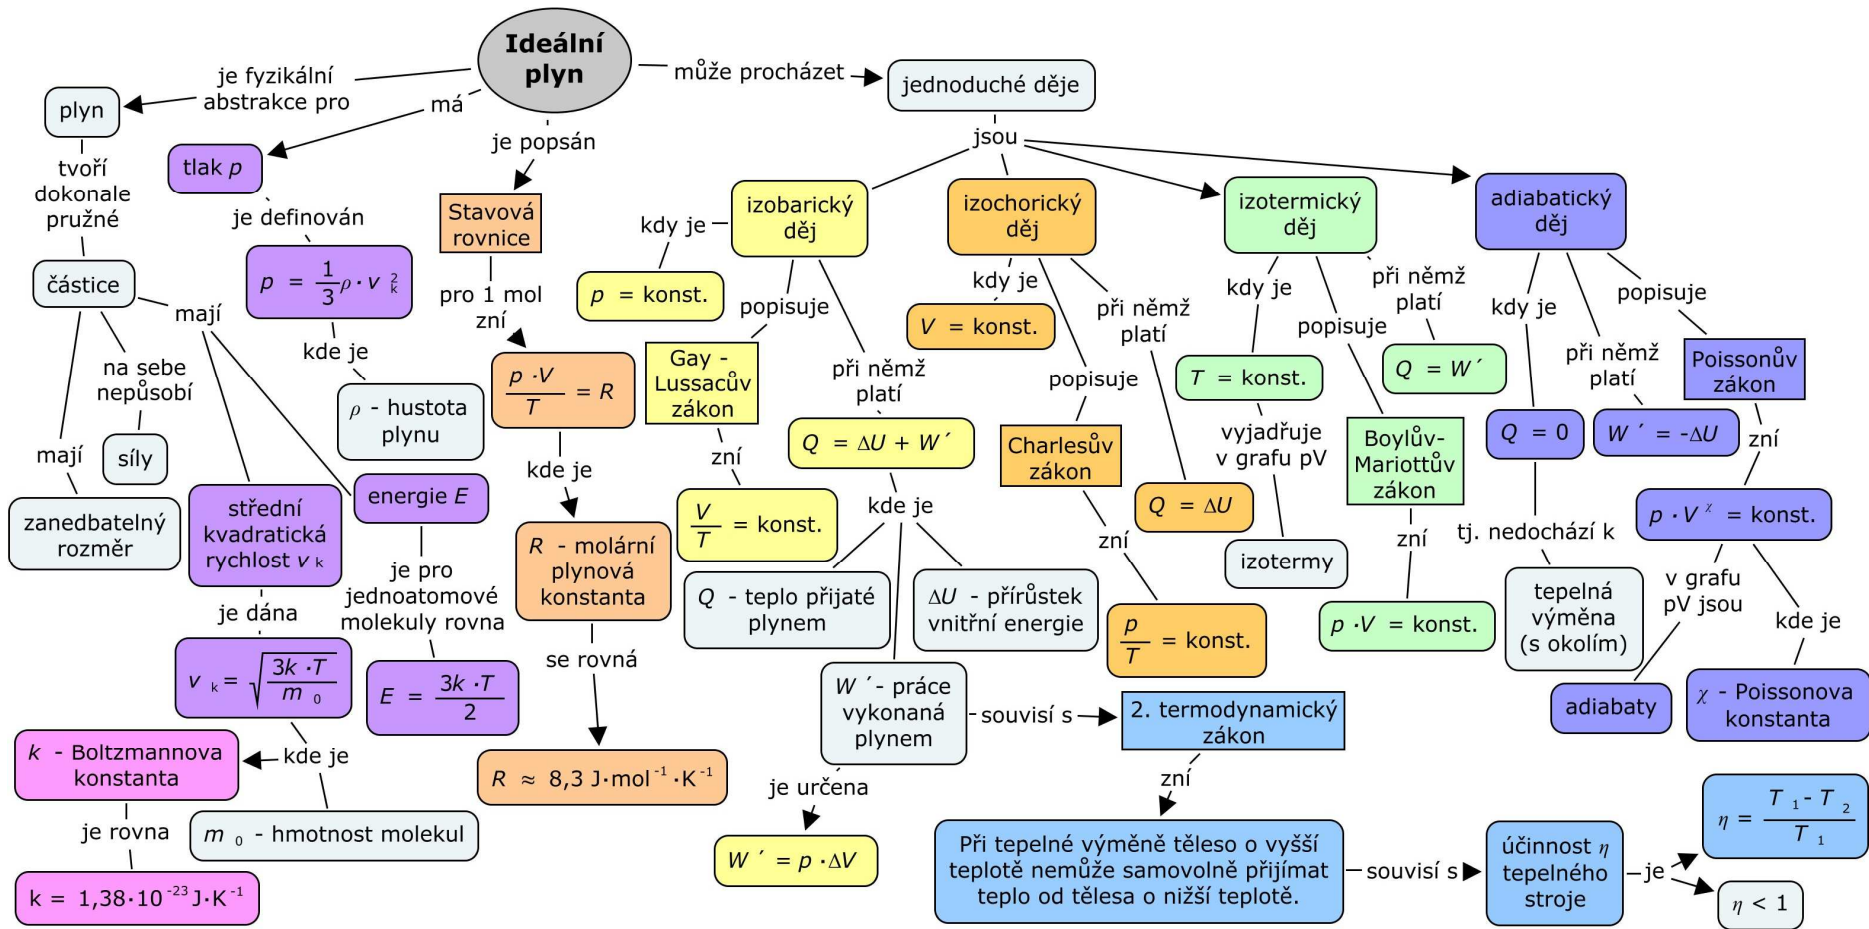 Ideální
plyn
je fyzikální
abstrakce pro
plyn
tvoří
dokonale
pružné
částice
mají
zanedbatelný
rozměr
na sebe
nepůsobí
síly
mají
střední
kvadratická
rychlost v k
je dána
v k = √(3k · T / m 0)
kde je
k - Boltzmannova
konstanta
je rovna
k = 1,38·10⁻²³ J·K⁻¹
m 0 - hmotnost molekul
energie E
je pro
jednoatomové
molekuly rovna
E = 3k · T / 2
má
tlak p
je definován
p = 1/3 ρ · v k ²
kde je
ρ - hustota
plynu
je popsán
Stavová
rovnice
pro 1 mol
zní
p · V / T = R
kde je
R - molární
plynová
konstanta
se rovná
R ≈ 8,3 J·mol⁻¹·K⁻¹
může procházet
jednoduché děje
jsou
izobarický
děj
kdy je
p = konst.
popisuje
Gay -
Lussacův
zákon
zní
V / T = konst.
při němž
platí
Q = ΔU + W´
kde je
Q - teplo přijaté
plynem
ΔU - přírůstek
vnitřní energie
W ´- práce
vykonaná
plynem
je určena
W ´ = p · ΔV
souvisí s
2. termodynamický
zákon
zní
Při tepelné výměně těleso o vyšší
teplotě nemůže samovolně přijímat
teplo od tělesa o nižší teplotě.
souvisí s
účinnost η
tepelného
stroje
je
η = T 1 - T 2 / T 1
η < 1
izochorický
děj
kdy je
V = konst.
popisuje
Charlesův
zákon
zní
p / T = konst.
při němž
platí
Q = ΔU
izotermický
děj
kdy je
T = konst.
vyjadřuje
v grafu pV
izotermy
popisuje
Boylův-
Mariottův
zákon
zní
p · V = konst.
při němž
platí
Q = W´
adiabatický
děj
kdy je
Q = 0
tj. nedochází k
tepelná
výměna
(s okolím)
při němž
platí
W ´ = -ΔU
popisuje
Poissonův
zákon
zní
p · V ᵡ = konst.
v grafu
pV jsou
adiabaty
kde je
χ - Poissonova
konstanta